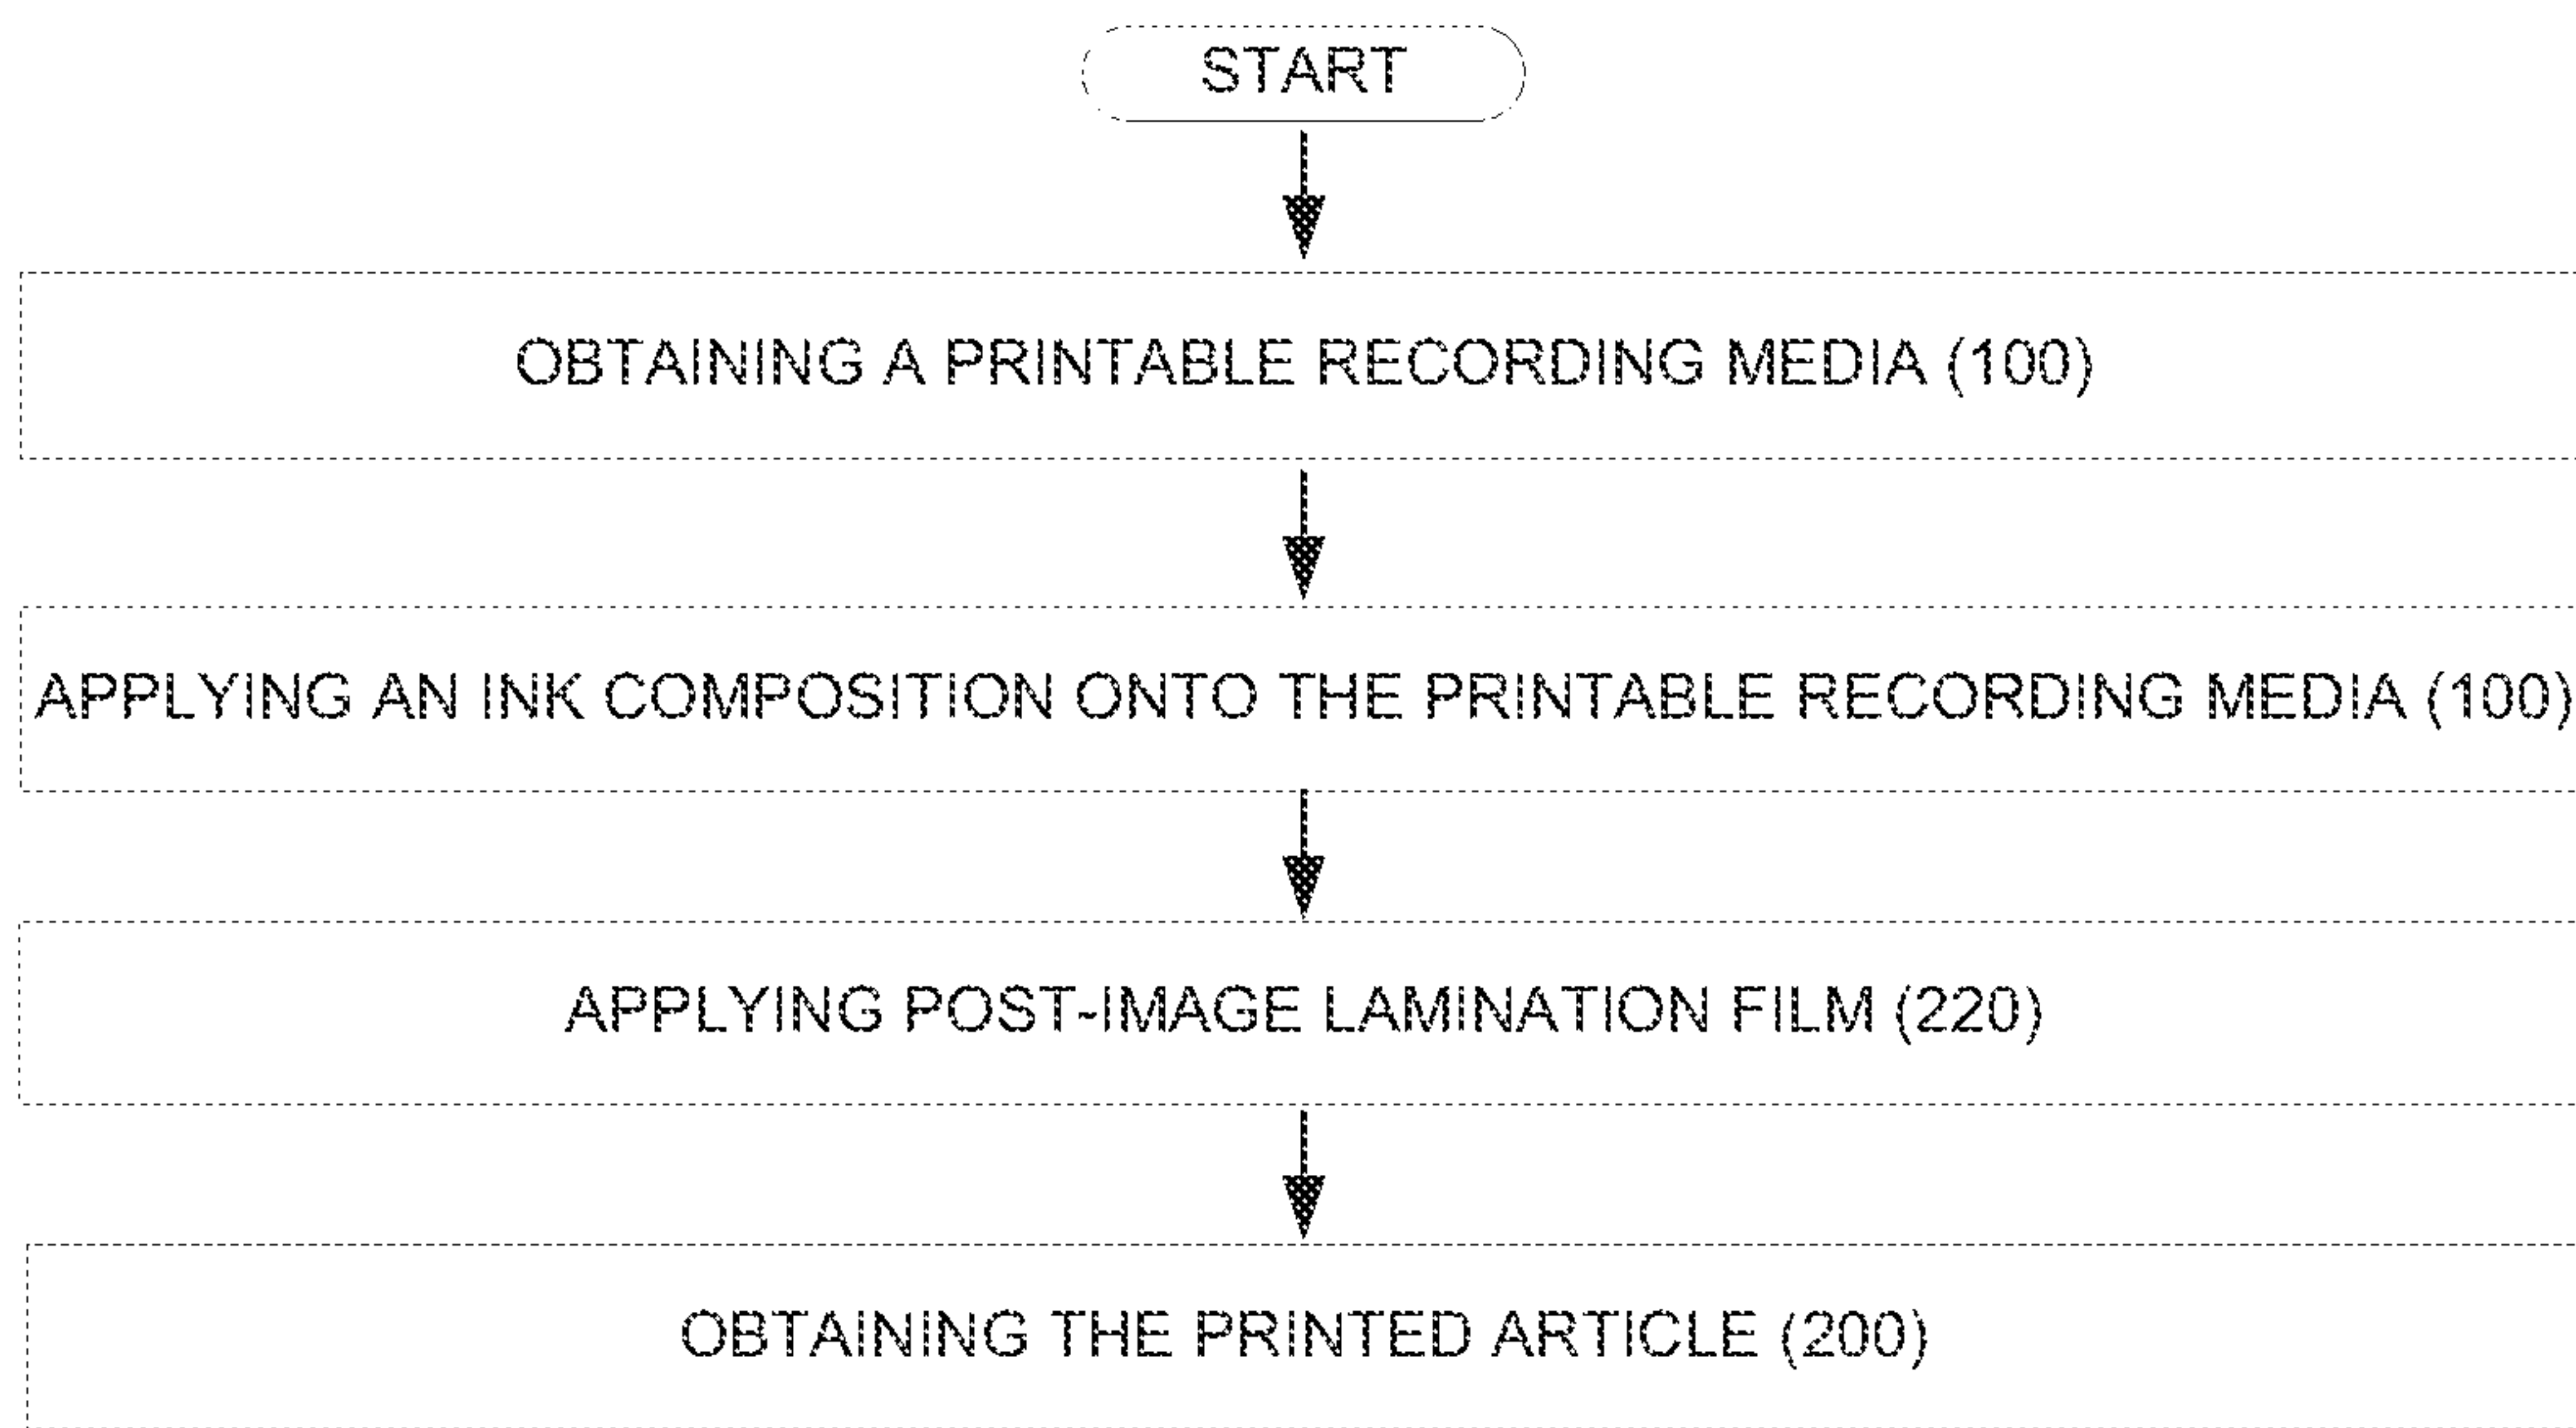 START
OBTAINING A PRINTABLE RECORDING MEDIA (100)
APPLYING AN INK COMPOSITION ONTO THE PRINTABLE RECORDING MEDIA (100)
APPLYING POST-IMAGE LAMINATION FILM (220)
OBTAINING THE PRINTED ARTICLE (200)